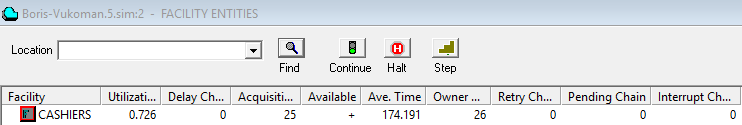 Boris-Vukoman.5.sim:2 - FACILITY ENTITIES
Location
Find Continue Halt Step
Facility Utilizati... Delay Ch... Acquisiti... Available Ave. Time Owner ... Retry Ch... Pending Chain Interrupt Ch...
CASHIERS 0.726 0 25 + 174.191 26 0 0 0